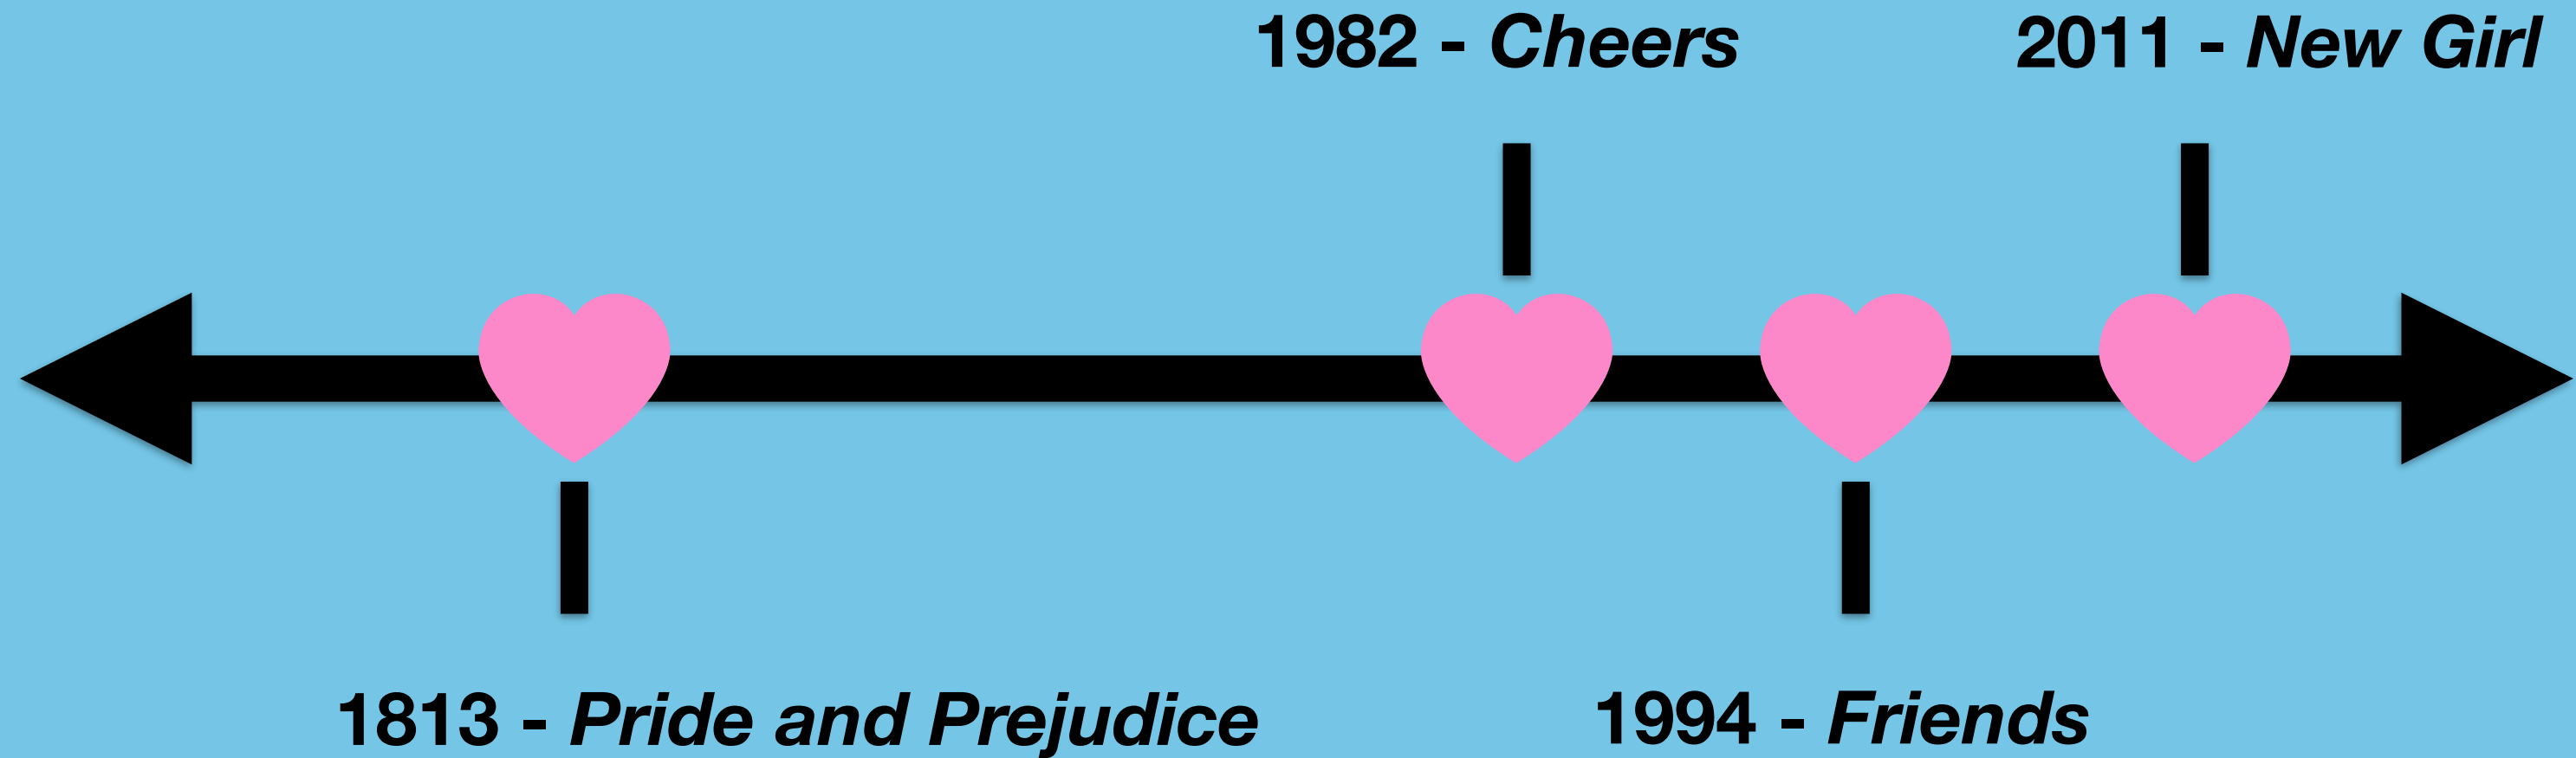 1982 - Cheers
2011 - New Girl
1813 - Pride and Prejudice
1994 - Friends